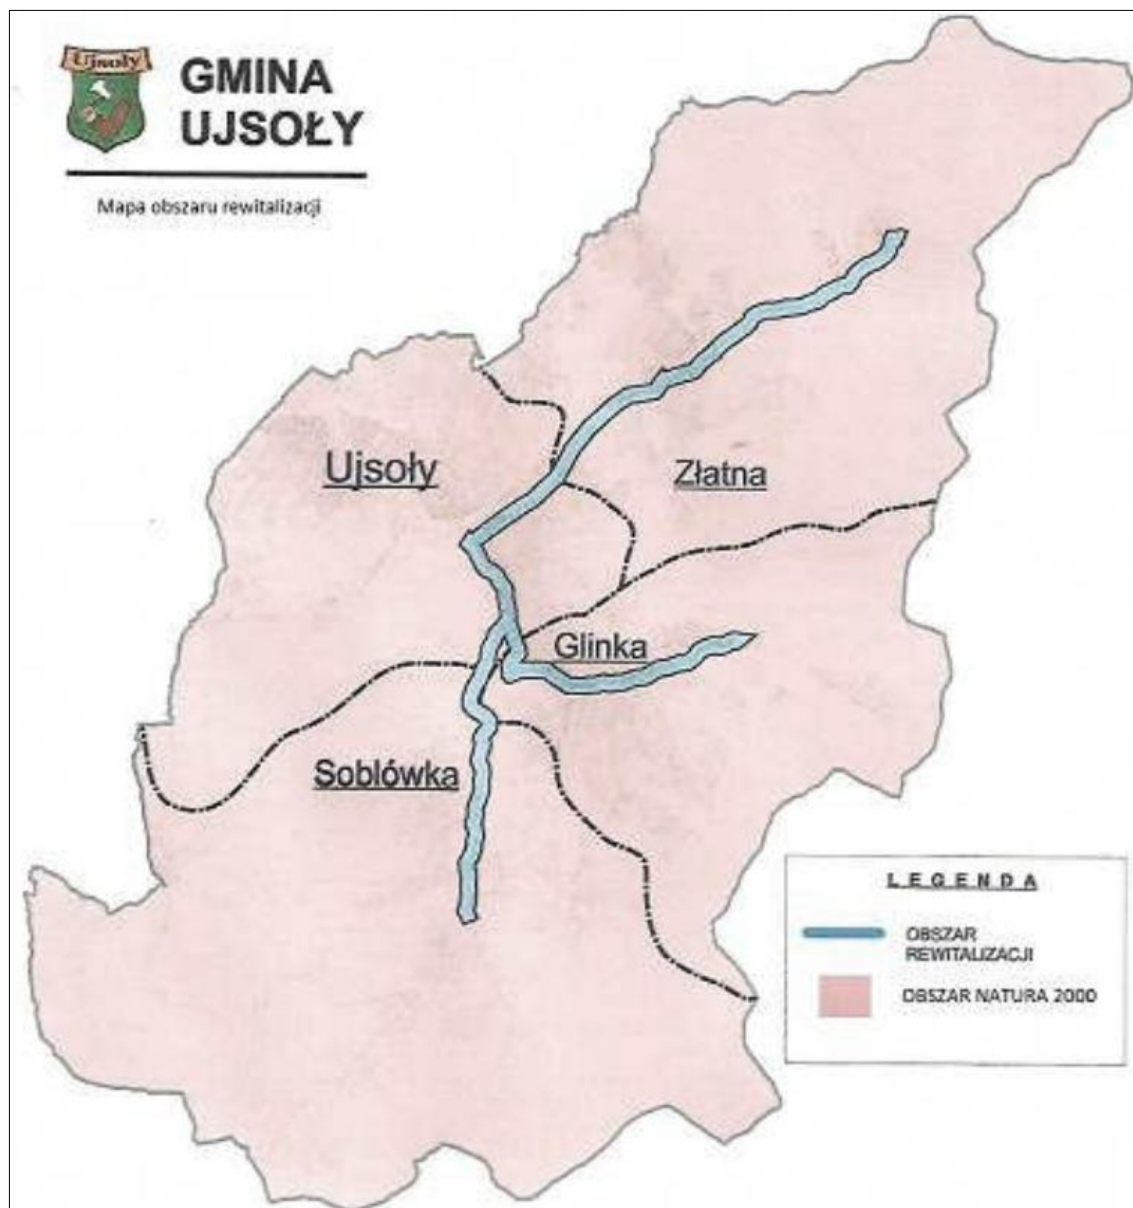 Ujsoły
GMINA
UJSOŁY
Mapa obszaru rewitalizacji
Ujsoły
Złatna
Glinka
Soblówka
LEGENDA
OBSZAR
REWITALIZACJI
OBSZAR NATURA 2000